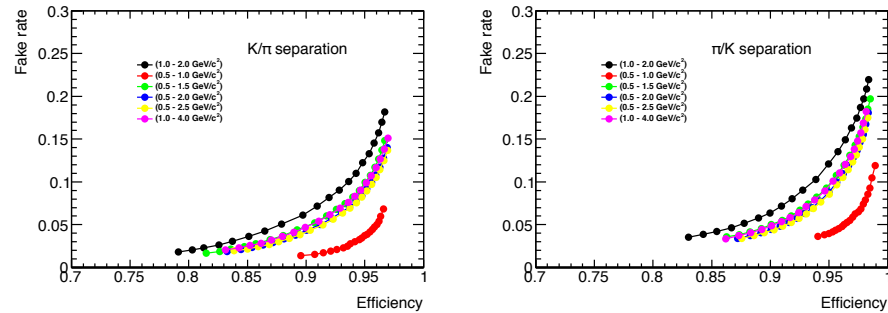 Fake rate
0.3
0.25
0.2
0.15
0.1
0.05
0
K/π separation
(1.0 - 2.0 GeV/c²)
(0.5 - 1.0 GeV/c²)
(0.5 - 1.5 GeV/c²)
(0.5 - 2.0 GeV/c²)
(0.5 - 2.5 GeV/c²)
(1.0 - 4.0 GeV/c²)
0.7 0.75 0.8 0.85 0.9 0.95 1
Efficiency
Fake rate
0.3
0.25
0.2
0.15
0.1
0.05
0
π/K separation
(1.0 - 2.0 GeV/c²)
(0.5 - 1.0 GeV/c²)
(0.5 - 1.5 GeV/c²)
(0.5 - 2.0 GeV/c²)
(0.5 - 2.5 GeV/c²)
(1.0 - 4.0 GeV/c²)
0.7 0.75 0.8 0.85 0.9 0.95 1
Efficiency